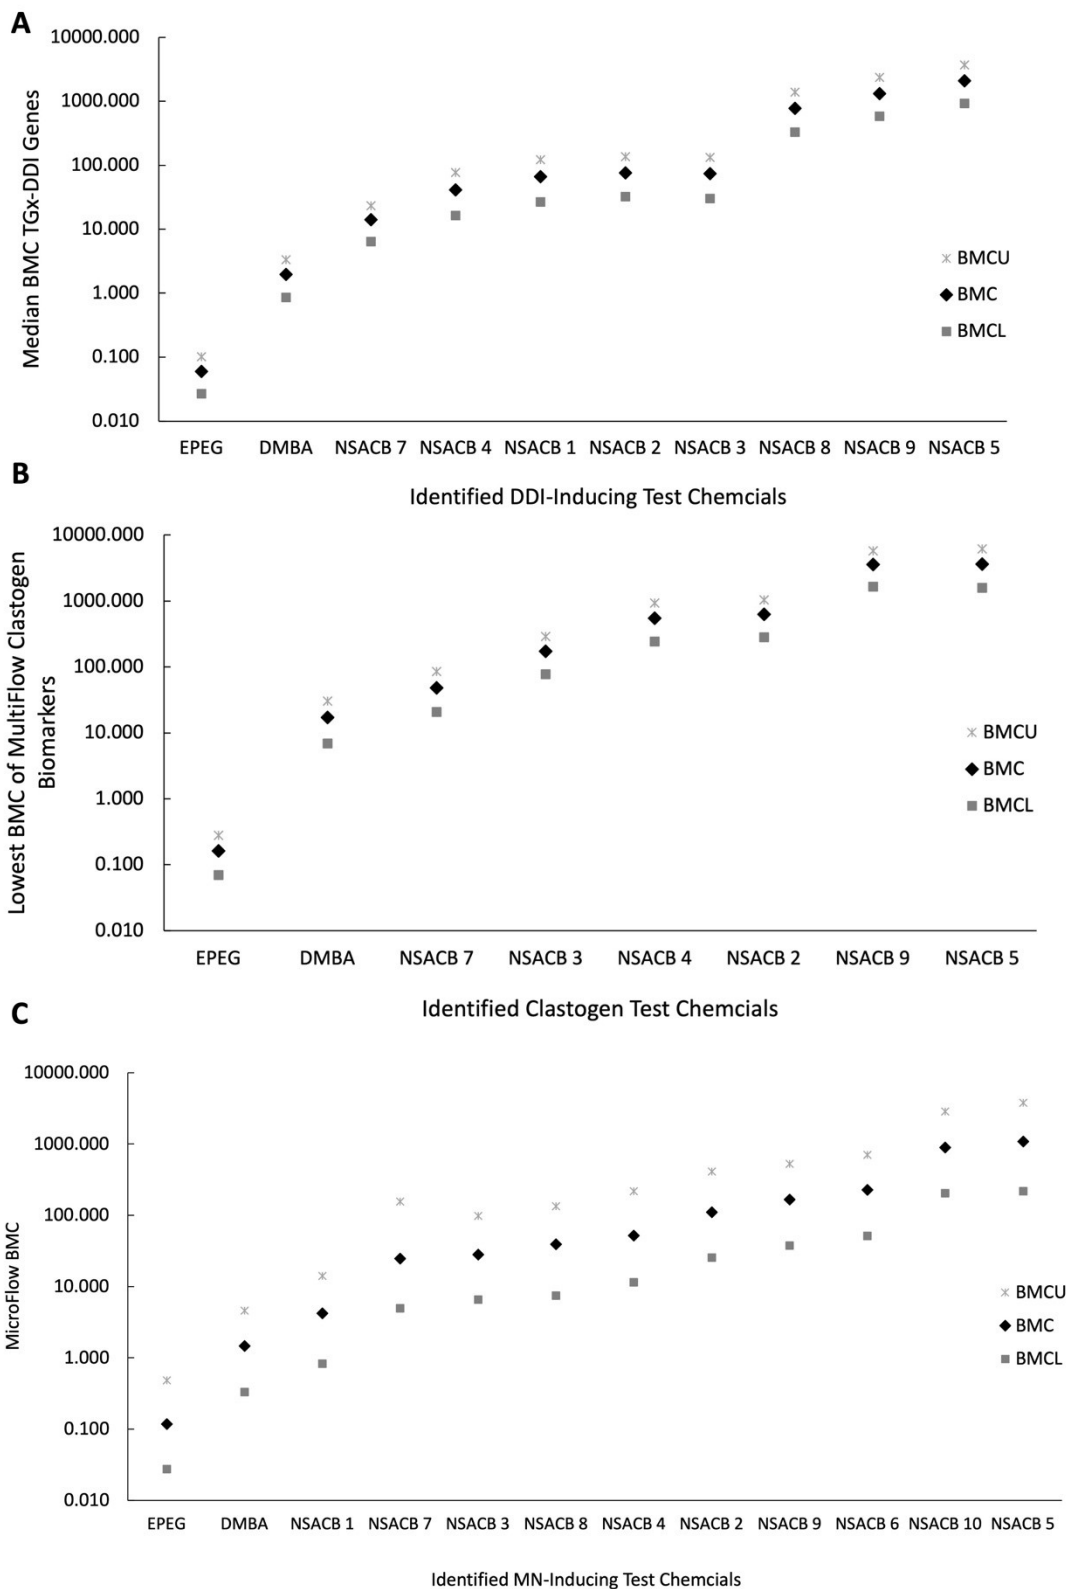 A
10000.000
1000.000
100.000
10.000
1.000
0.100
0.010
Median BMC TGx-DDI Genes
BMCU
BMC
BMCL
EPEG DMBA NSACB 7 NSACB 4 NSACB 1 NSACB 2 NSACB 3 NSACB 8 NSACB 9 NSACB 5
Identified DDI-Inducing Test Chemcials
B
10000.000
1000.000
100.000
10.000
1.000
0.100
0.010
Lowest BMC of MultiFlow Clastogen
Biomarkers
BMCU
BMC
BMCL
EPEG DMBA NSACB 7 NSACB 3 NSACB 4 NSACB 2 NSACB 9 NSACB 5
Identified Clastogen Test Chemcials
C
10000.000
1000.000
100.000
10.000
1.000
0.100
0.010
MicroFlow BMC
BMCU
BMC
BMCL
EPEG DMBA NSACB 1 NSACB 7 NSACB 3 NSACB 8 NSACB 4 NSACB 2 NSACB 9 NSACB 6 NSACB 10 NSACB 5
Identified MN-Inducing Test Chemcials